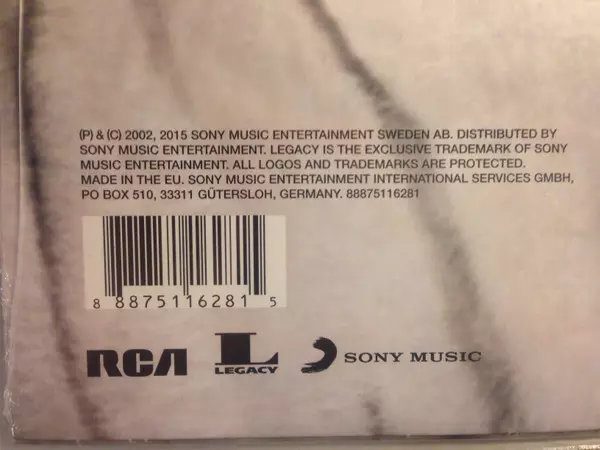 (P) & (C) 2002, 2015 SONY MUSIC ENTERTAINMENT SWEDEN AB. DISTRIBUTED BY
SONY MUSIC ENTERTAINMENT. LEGACY IS THE EXCLUSIVE TRADEMARK OF SONY
MUSIC ENTERTAINMENT. ALL LOGOS AND TRADEMARKS ARE PROTECTED.
MADE IN THE EU. SONY MUSIC ENTERTAINMENT INTERNATIONAL SERVICES GMBH,
PO BOX 510, 33311 GÜTERSLOH, GERMANY. 88875116281
8 88751 16281 5
RCA L LEGACY SONY MUSIC